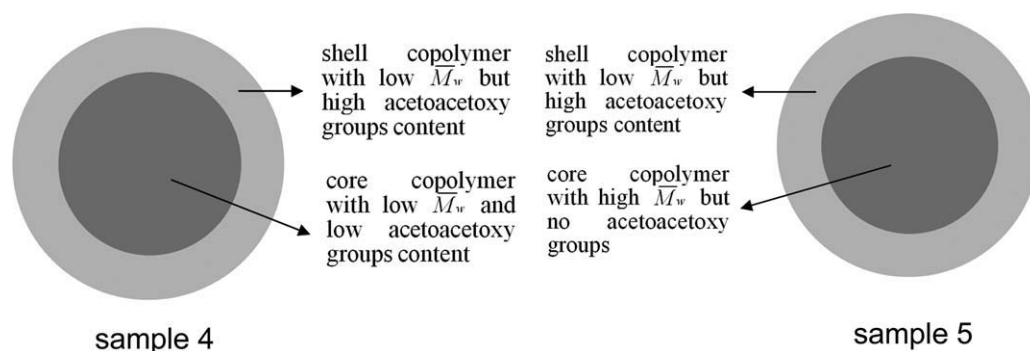 shell copolymer
with low M̅w but
high acetoacetoxy
groups content
shell copolymer
with low M̅w but
high acetoacetoxy
groups content
core copolymer
with low M̅w and
low acetoacetoxy
groups content
core copolymer
with high M̅w but
no acetoacetoxy
groups
sample 4
sample 5